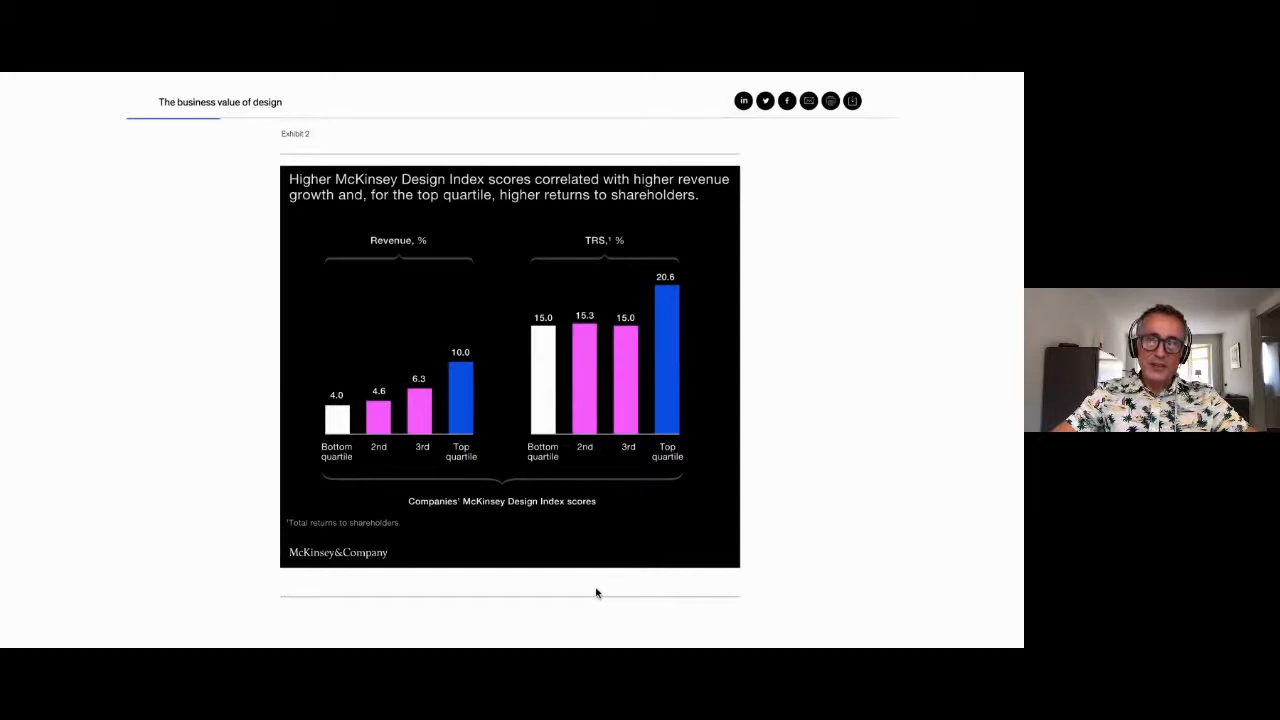 The business value of design
in
f
Exhibit 2
Higher McKinsey Design Index scores correlated with higher revenue
growth and, for the top quartile, higher returns to shareholders.
Revenue, %
TRS,¹ %
4.0
4.6
6.3
10.0
15.0
15.3
15.0
20.6
Bottom
quartile
2nd
3rd
Top
quartile
Bottom
quartile
2nd
3rd
Top
quartile
Companies' McKinsey Design Index scores
¹Total returns to shareholders.
McKinsey&Company